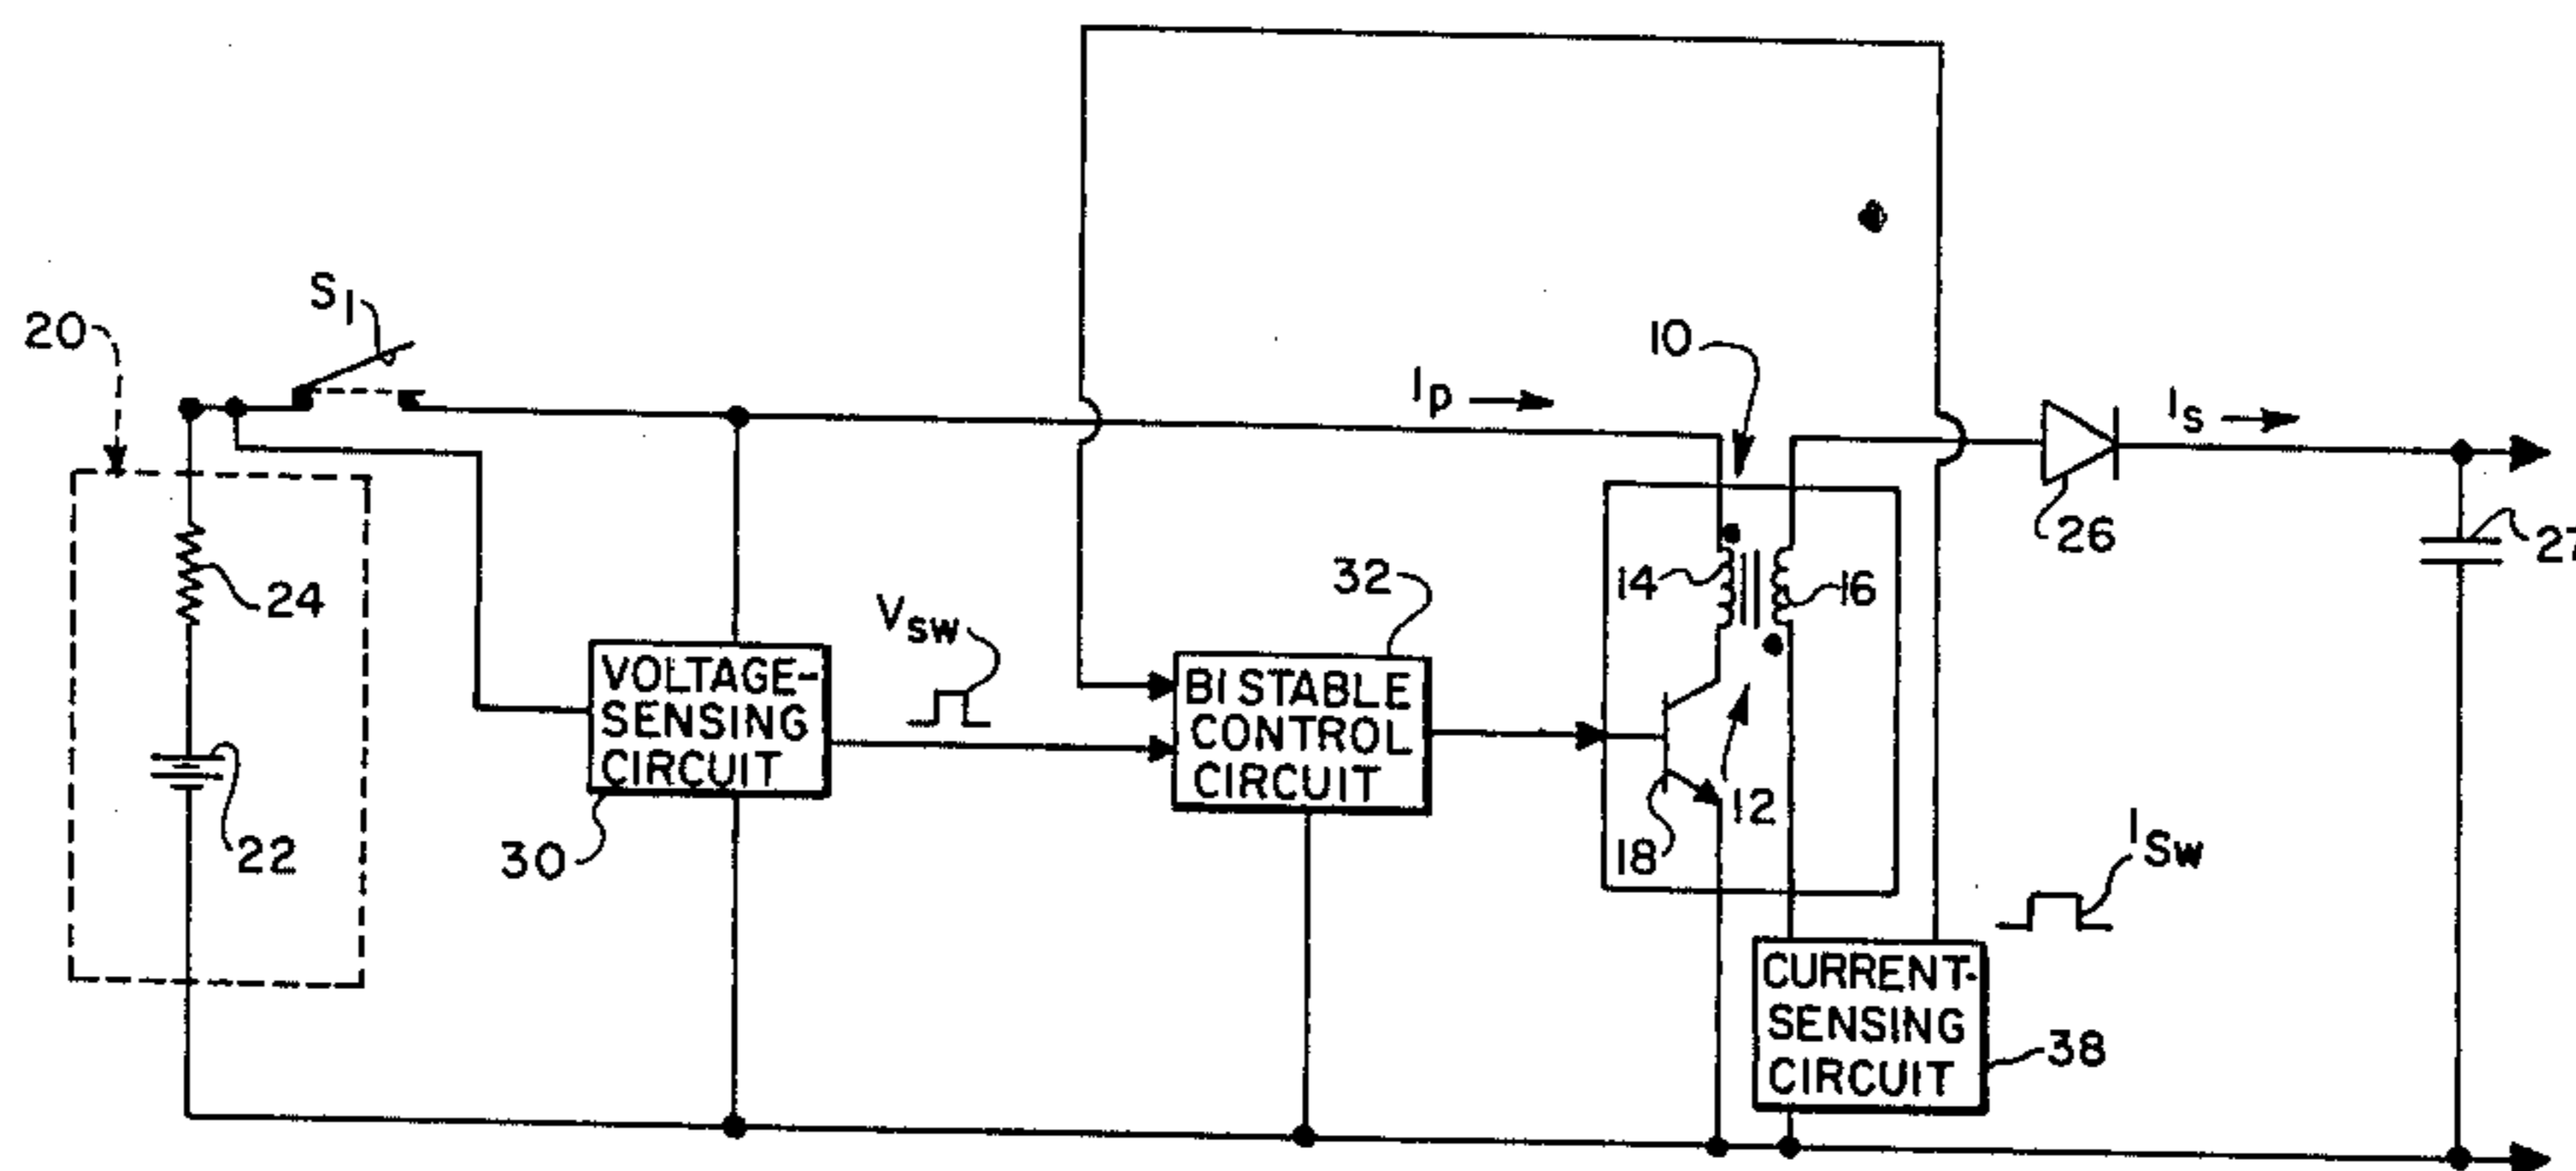 S1
20
10
Ip
Is
26
27
24
14
16
32
Vsw
VOLTAGE-
SENSING
CIRCUIT
BISTABLE
CONTROL
CIRCUIT
22
30
18
12
ISw
CURRENT-
SENSING
CIRCUIT
38